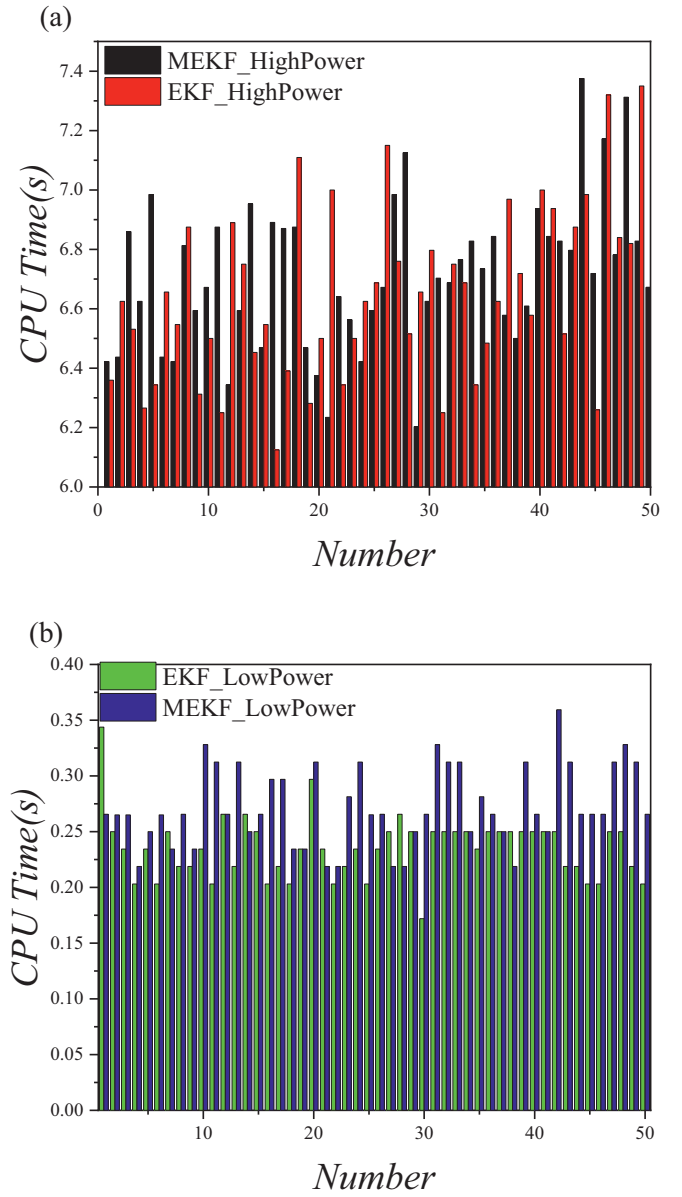 (a)
MEKF_HighPower
EKF_HighPower
7.4
7.2
7.0
6.8
6.6
6.4
6.2
6.0
CPU Time(s)
0 10 20 30 40 50
Number
(b)
EKF_LowPower
MEKF_LowPower
0.40
0.35
0.30
0.25
0.20
0.15
0.10
0.05
0.00
CPU Time(s)
10 20 30 40 50
Number